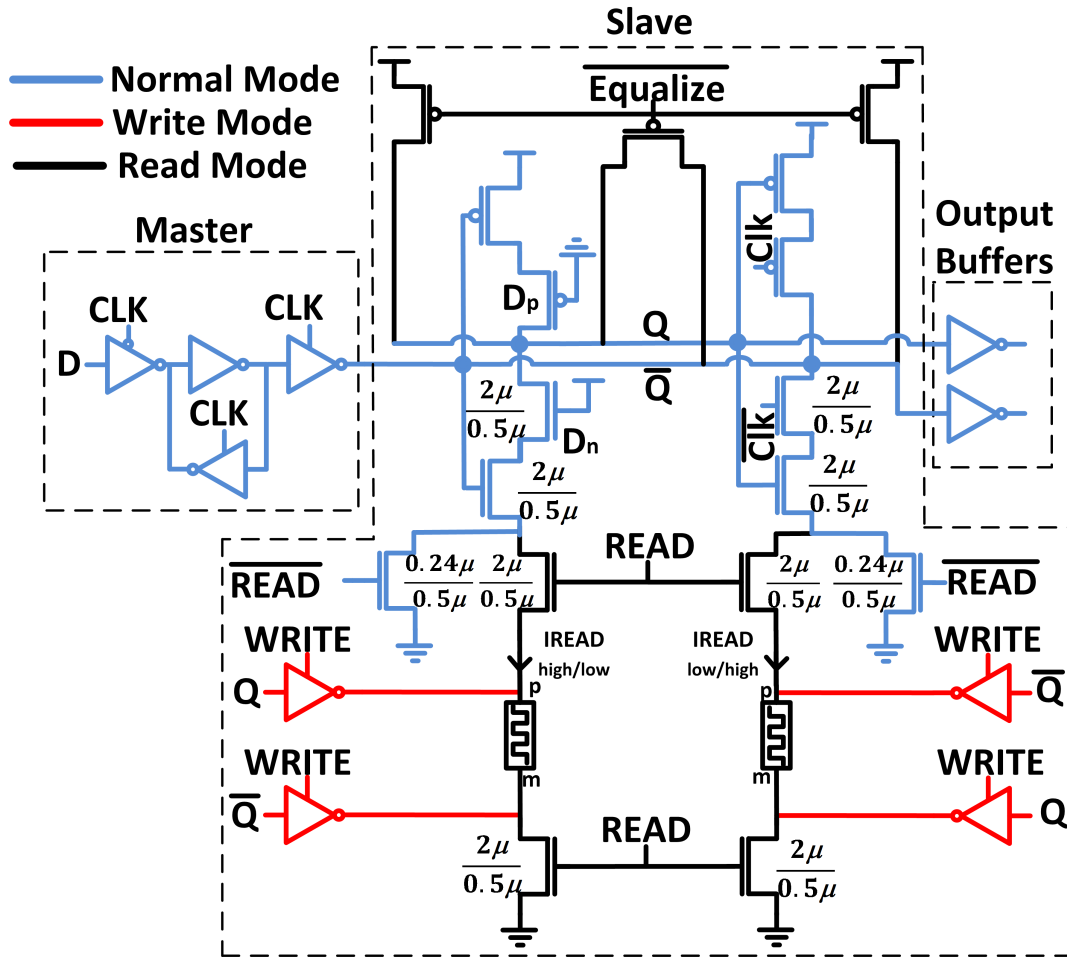 Slave
Normal Mode
Write Mode
Read Mode
Equalize
Master
Output
Buffers
CLK
CLK
D
CLK
Clk
Dp
Q
Q
2μ
0.5μ
Dn
2μ
0.5μ
Clk
2μ
0.5μ
2μ
0.5μ
READ
READ
0.24μ
0.5μ
2μ
0.5μ
2μ
0.5μ
0.24μ
0.5μ
READ
WRITE
IREAD
high/low
IREAD
low/high
WRITE
Q
p
p
Q
m
m
WRITE
WRITE
Q
Q
READ
2μ
0.5μ
2μ
0.5μ